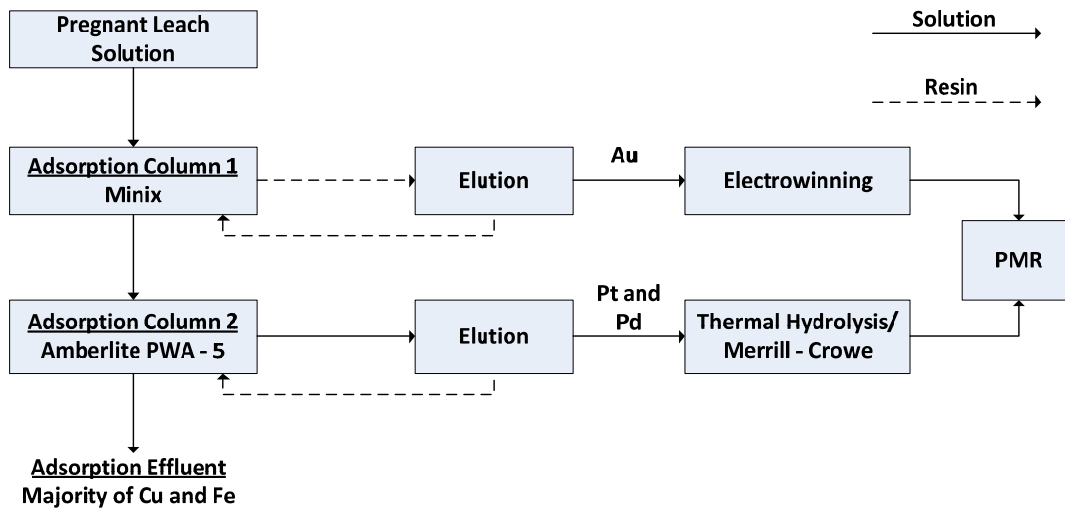 Pregnant Leach
Solution
Solution
Resin
Adsorption Column 1
Minix
Elution
Au
Electrowinning
PMR
Adsorption Column 2
Amberlite PWA - 5
Elution
Pt and
Pd
Thermal Hydrolysis/
Merrill - Crowe
Adsorption Effluent
Majority of Cu and Fe